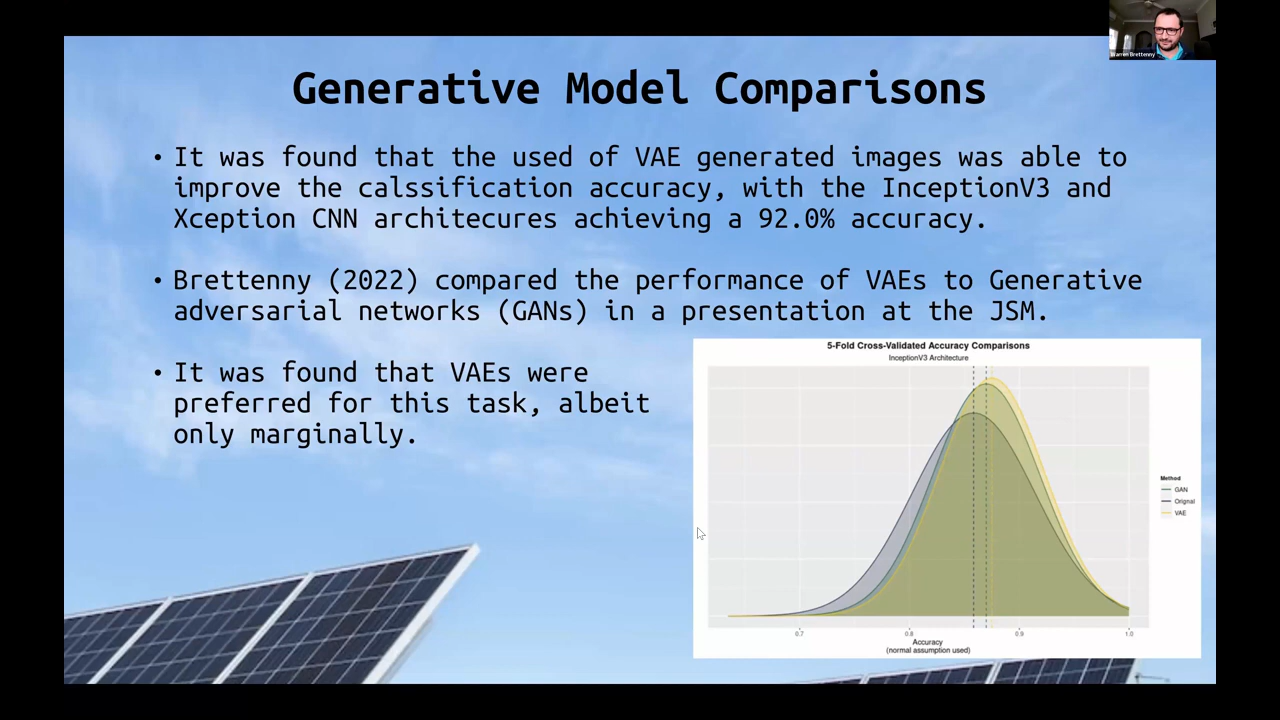 Warren Brettenny
Generative Model Comparisons
• It was found that the used of VAE generated images was able to
improve the calssification accuracy, with the InceptionV3 and
Xception CNN architecures achieving a 92.0% accuracy.
• Brettenny (2022) compared the performance of VAEs to Generative
adversarial networks (GANs) in a presentation at the JSM.
• It was found that VAEs were
preferred for this task, albeit
only marginally.
5-Fold Cross-Validated Accuracy Comparisons
InceptionV3 Architecture
Method
GAN
Orignal
VAE
0.7 0.8 0.9 1.0
Accuracy
(normal assumption used)